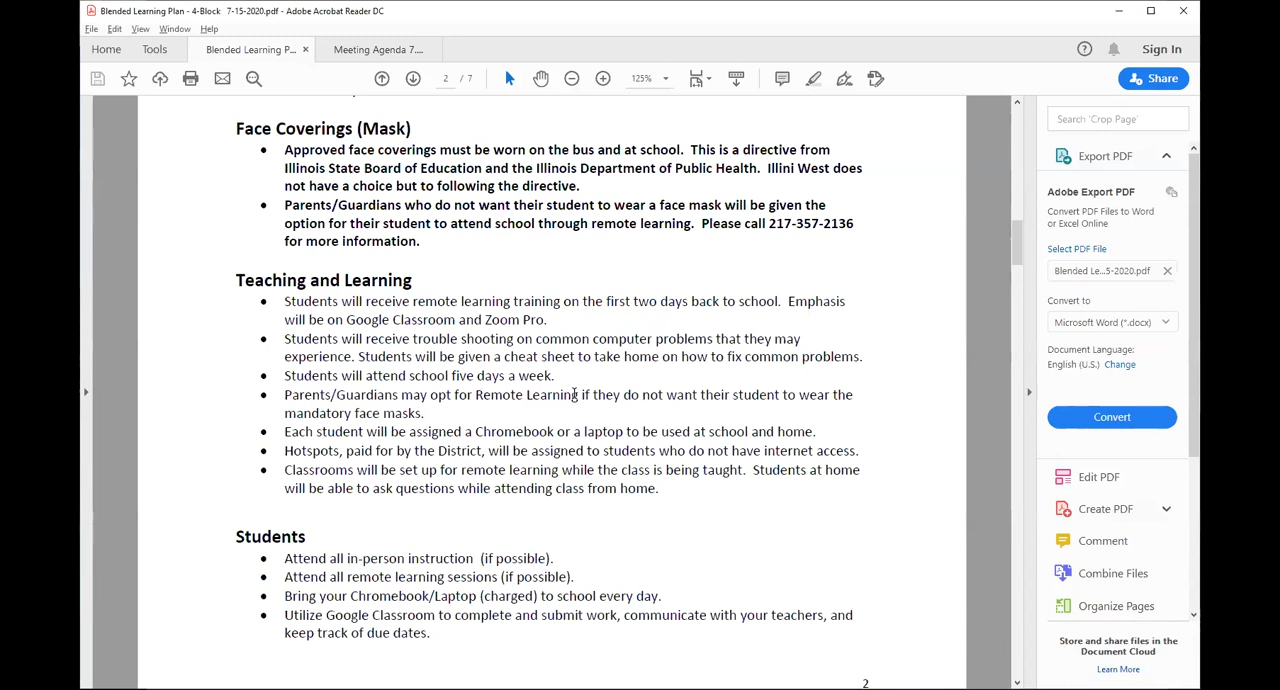 Blended Learning Plan - 4-Block   7-15-2020.pdf - Adobe Acrobat Reader DC
File Edit View Window Help
Home Tools Blended Learning P... × Meeting Agenda 7.... Sign In
2 / 7 125% Share
Face Coverings (Mask)
• Approved face coverings must be worn on the bus and at school.  This is a directive from
Illinois State Board of Education and the Illinois Department of Public Health.  Illini West does
not have a choice but to following the directive.
• Parents/Guardians who do not want their student to wear a face mask will be given the
option for their student to attend school through remote learning.  Please call 217-357-2136
for more information.
Teaching and Learning
• Students will receive remote learning training on the first two days back to school.  Emphasis
will be on Google Classroom and Zoom Pro.
• Students will receive trouble shooting on common computer problems that they may
experience. Students will be given a cheat sheet to take home on how to fix common problems.
• Students will attend school five days a week.
• Parents/Guardians may opt for Remote Learning if they do not want their student to wear the
mandatory face masks.
• Each student will be assigned a Chromebook or a laptop to be used at school and home.
• Hotspots, paid for by the District, will be assigned to students who do not have internet access.
• Classrooms will be set up for remote learning while the class is being taught.  Students at home
will be able to ask questions while attending class from home.
Students
• Attend all in-person instruction  (if possible).
• Attend all remote learning sessions (if possible).
• Bring your Chromebook/Laptop (charged) to school every day.
• Utilize Google Classroom to complete and submit work, communicate with your teachers, and
keep track of due dates.
2
Search 'Crop Page'
Export PDF
Adobe Export PDF
Convert PDF Files to Word
or Excel Online
Select PDF File
Blended Le...5-2020.pdf ×
Convert to
Microsoft Word (*.docx)
Document Language:
English (U.S.) Change
Convert
Edit PDF
Create PDF
Comment
Combine Files
Organize Pages
Store and share files in the
Document Cloud
Learn More